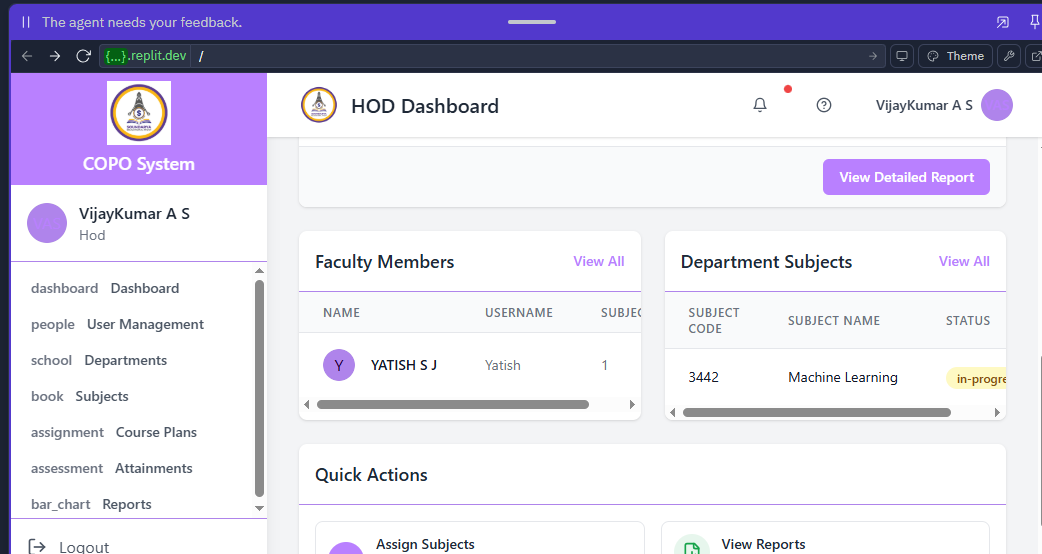 The agent needs your feedback.
{...}.replit.dev /
Theme
COPO System
HOD Dashboard
VijayKumar A S
VijayKumar A S
Hod
dashboard Dashboard
people User Management
school Departments
book Subjects
assignment Course Plans
assessment Attainments
bar_chart Reports
Logout
View Detailed Report
Faculty Members
View All
NAME USERNAME SUBJEC
Y YATISH S J Yatish 1
Department Subjects
View All
SUBJECT CODE SUBJECT NAME STATUS
3442 Machine Learning in-progre
Quick Actions
Assign Subjects
View Reports